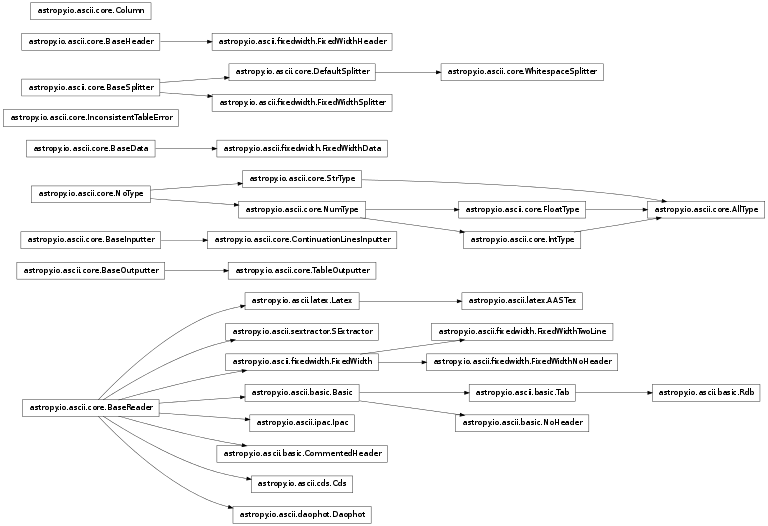 astropy.io.ascii.core.Column
astropy.io.ascii.core.BaseHeader
astropy.io.ascii.fixedwidth.FixedWidthHeader
astropy.io.ascii.core.DefaultSplitter
astropy.io.ascii.core.WhitespaceSplitter
astropy.io.ascii.core.BaseSplitter
astropy.io.ascii.fixedwidth.FixedWidthSplitter
astropy.io.ascii.core.InconsistentTableError
astropy.io.ascii.core.BaseData
astropy.io.ascii.fixedwidth.FixedWidthData
astropy.io.ascii.core.StrType
astropy.io.ascii.core.NoType
astropy.io.ascii.core.NumType
astropy.io.ascii.core.FloatType
astropy.io.ascii.core.AllType
astropy.io.ascii.core.BaseInputter
astropy.io.ascii.core.ContinuationLinesInputter
astropy.io.ascii.core.IntType
astropy.io.ascii.core.BaseOutputter
astropy.io.ascii.core.TableOutputter
astropy.io.ascii.latex.Latex
astropy.io.ascii.latex.AASTex
astropy.io.ascii.sextractor.SExtractor
astropy.io.ascii.fixedwidth.FixedWidthTwoLine
astropy.io.ascii.fixedwidth.FixedWidth
astropy.io.ascii.fixedwidth.FixedWidthNoHeader
astropy.io.ascii.basic.Basic
astropy.io.ascii.basic.Tab
astropy.io.ascii.basic.Rdb
astropy.io.ascii.core.BaseReader
astropy.io.ascii.ipac.Ipac
astropy.io.ascii.basic.NoHeader
astropy.io.ascii.basic.CommentedHeader
astropy.io.ascii.cds.Cds
astropy.io.ascii.daophot.Daophot